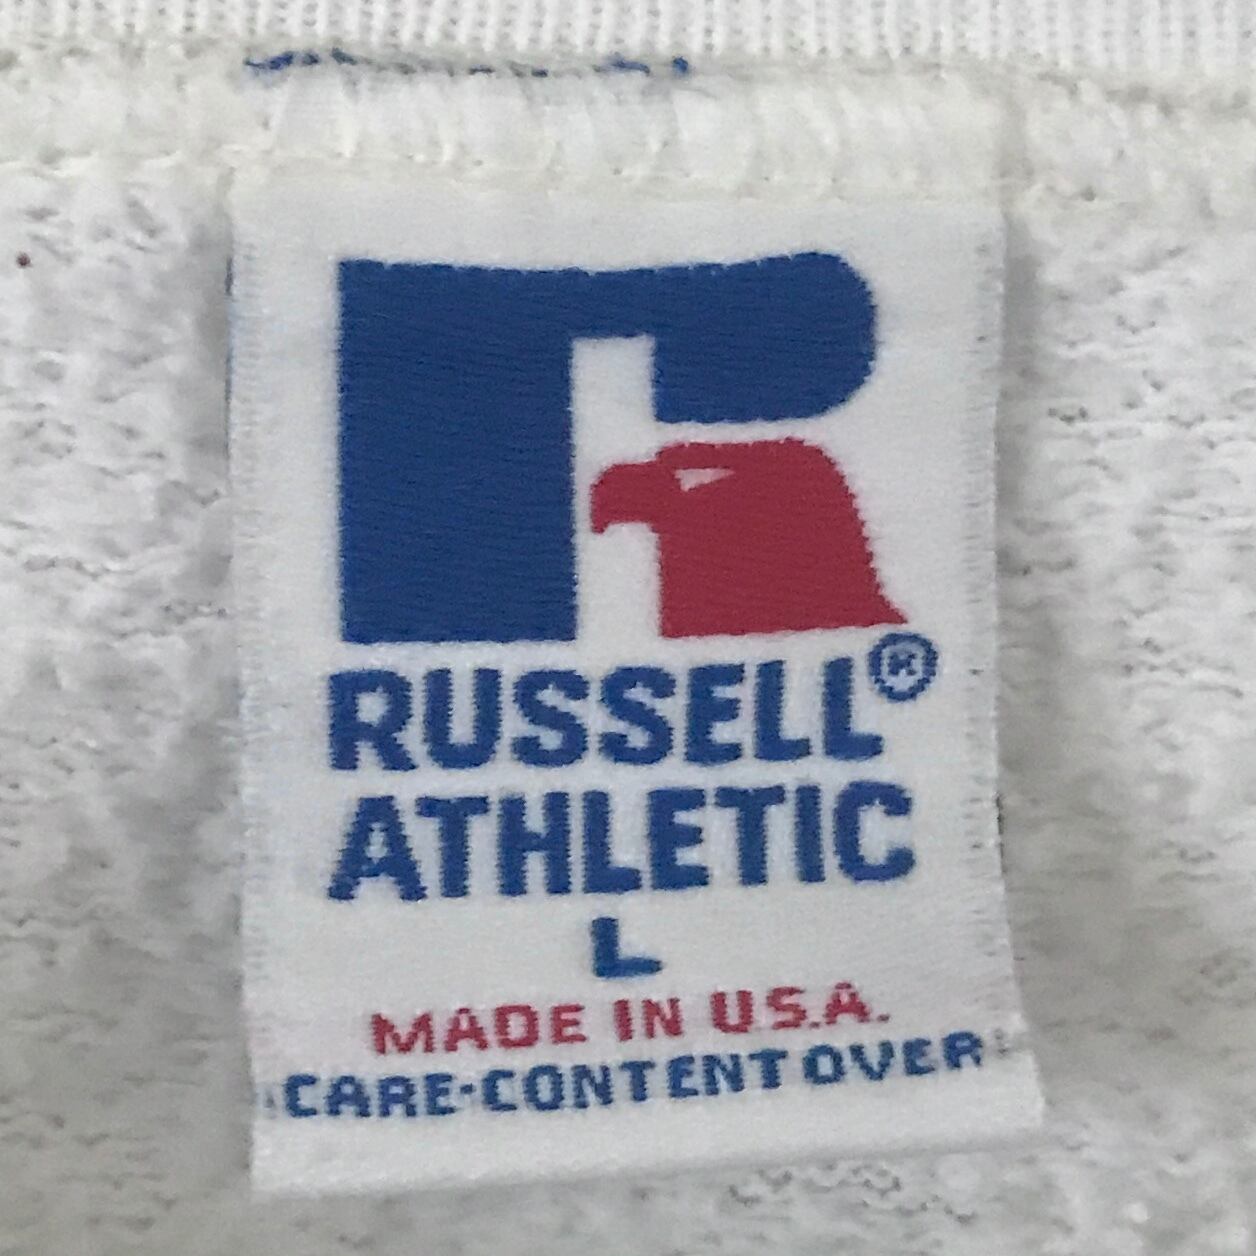 RUSSELL®
ATHLETIC
L
MADE IN U.S.A.
CARE-CONTENT OVER